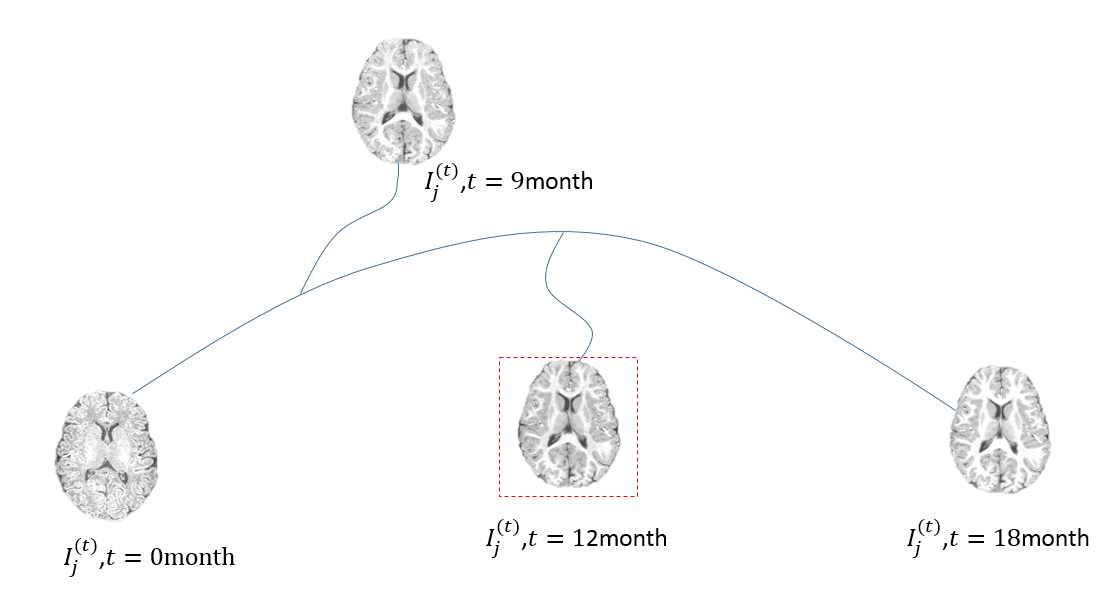 I_j^{(t)},t = 9month
I_j^{(t)},t = 12month
I_j^{(t)},t = 18month
I_j^{(t)},t = 0month